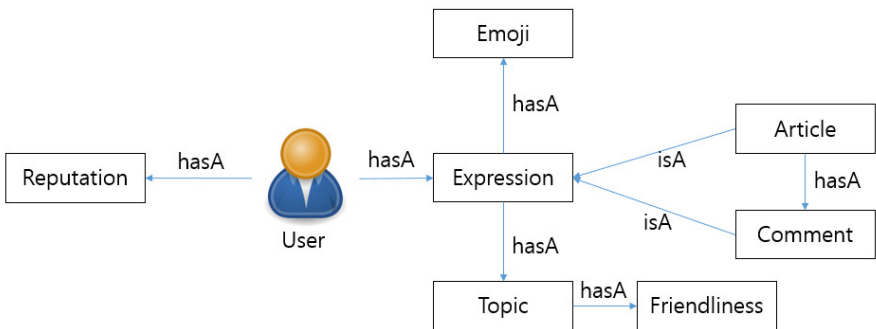 Emoji
hasA
Article
hasA
hasA
isA
Reputation
Expression
hasA
User
isA
Comment
hasA
hasA
Topic
Friendliness